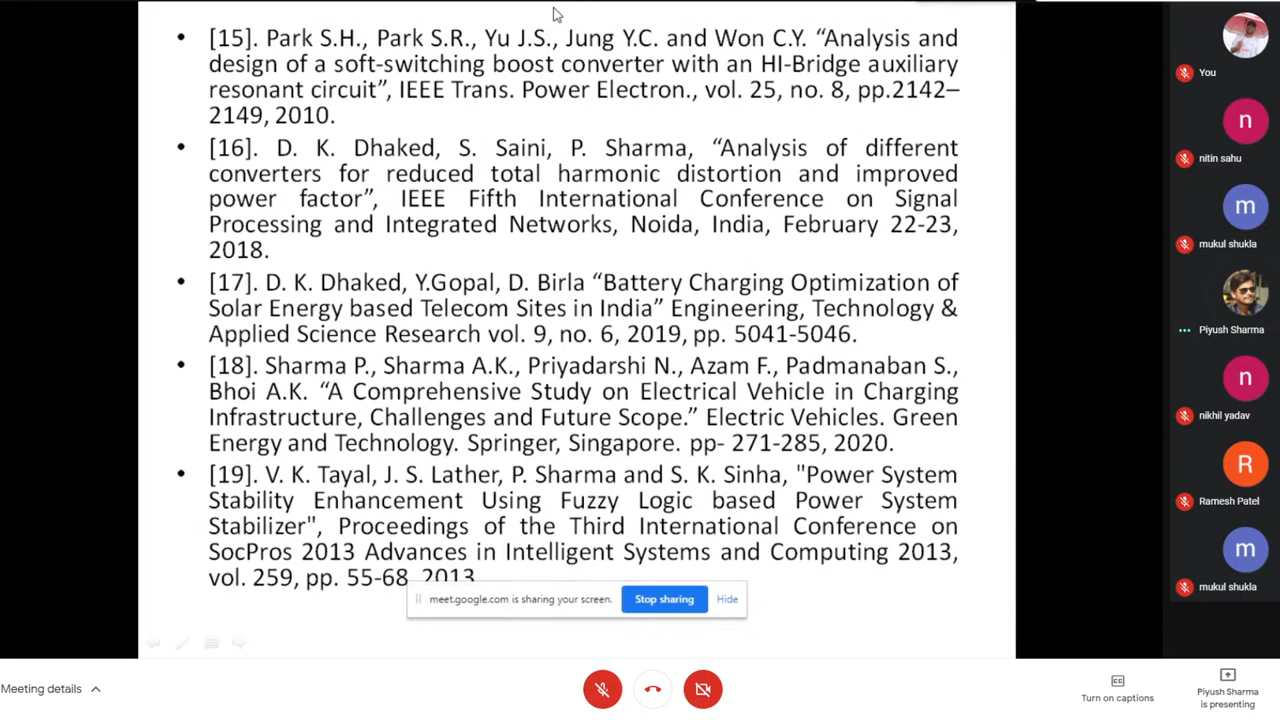 • [15]. Park S.H., Park S.R., Yu J.S., Jung Y.C. and Won C.Y. “Analysis and
design of a soft-switching boost converter with an HI-Bridge auxiliary
resonant circuit”, IEEE Trans. Power Electron., vol. 25, no. 8, pp.2142–
2149, 2010.
• [16]. D. K. Dhaked, S. Saini, P. Sharma, “Analysis of different
converters for reduced total harmonic distortion and improved
power factor”, IEEE Fifth International Conference on Signal
Processing and Integrated Networks, Noida, India, February 22-23,
2018.
• [17]. D. K. Dhaked, Y.Gopal, D. Birla “Battery Charging Optimization of
Solar Energy based Telecom Sites in India” Engineering, Technology &
Applied Science Research vol. 9, no. 6, 2019, pp. 5041-5046.
• [18]. Sharma P., Sharma A.K., Priyadarshi N., Azam F., Padmanaban S.,
Bhoi A.K. “A Comprehensive Study on Electrical Vehicle in Charging
Infrastructure, Challenges and Future Scope.” Electric Vehicles. Green
Energy and Technology. Springer, Singapore. pp- 271-285, 2020.
• [19]. V. K. Tayal, J. S. Lather, P. Sharma and S. K. Sinha, "Power System
Stability Enhancement Using Fuzzy Logic based Power System
Stabilizer", Proceedings of the Third International Conference on
SocPros 2013 Advances in Intelligent Systems and Computing 2013,
vol. 259, pp. 55-68, 2013
meet.google.com is sharing your screen. Stop sharing Hide
You
n
nitin sahu
m
mukul shukla
Piyush Sharma
n
nikhil yadav
R
Ramesh Patel
m
mukul shukla
Meeting details
CC
Turn on captions
Piyush Sharma
is presenting